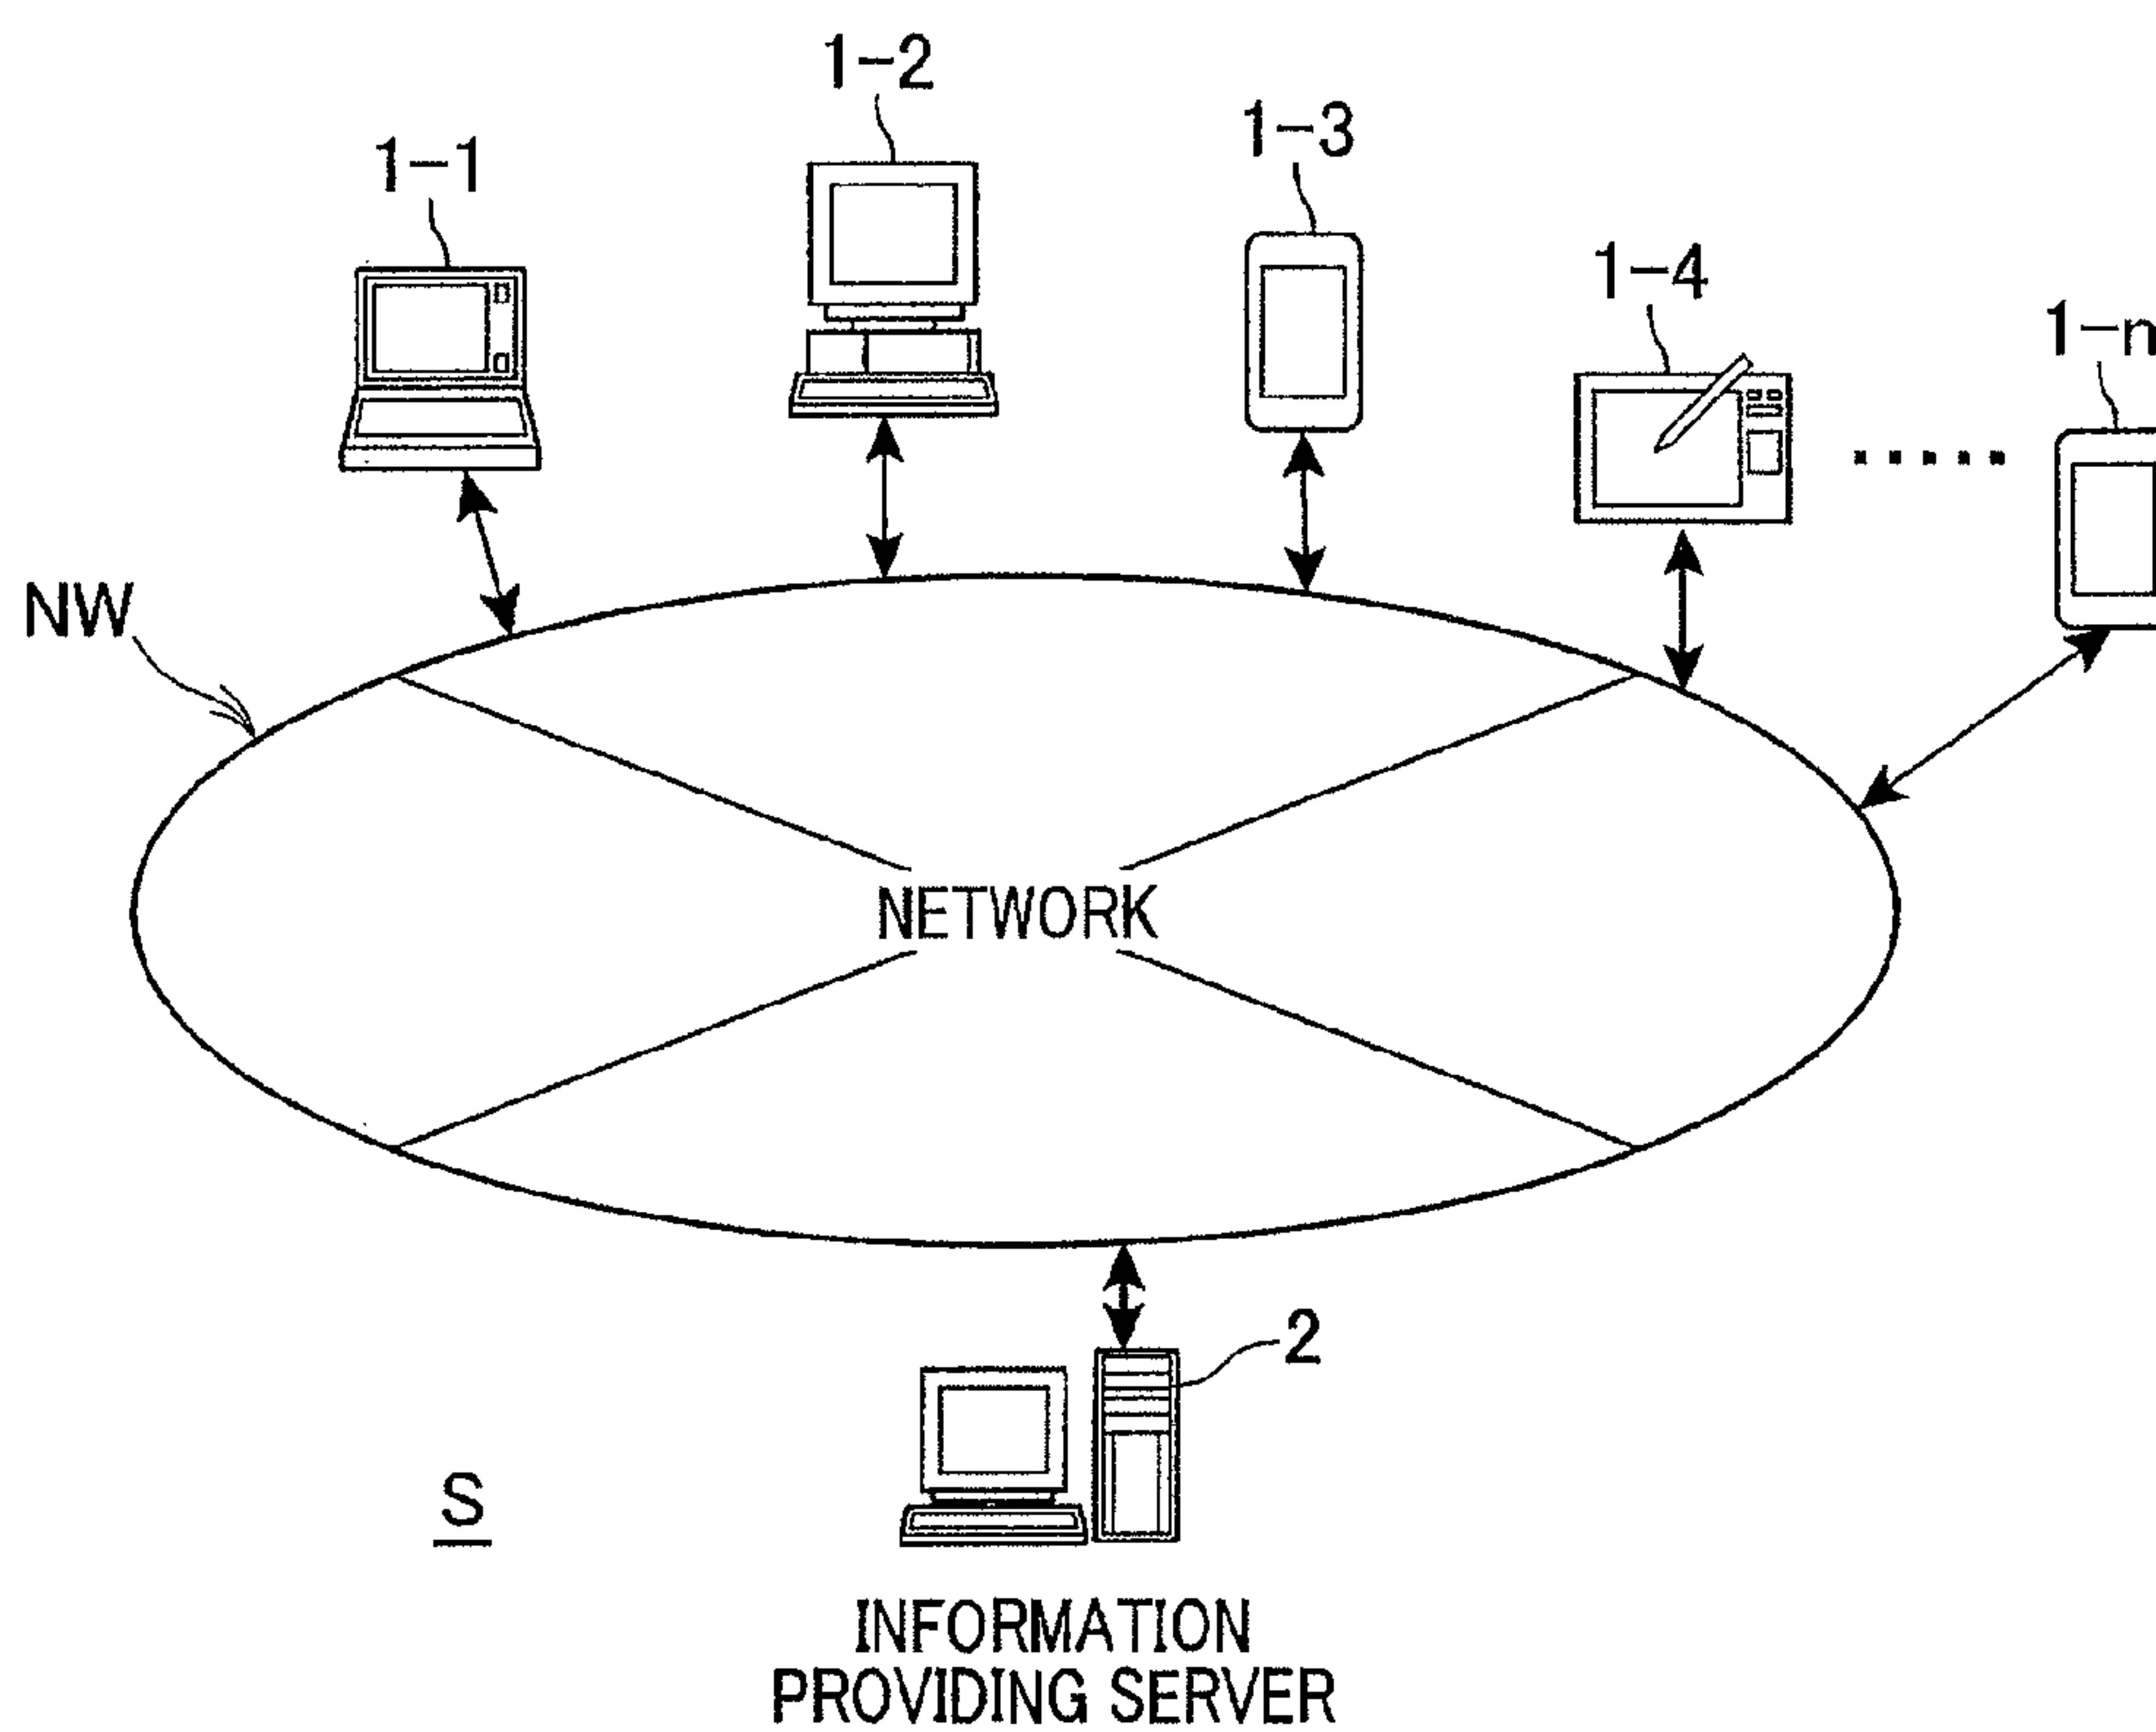 1-2
1-3
1-1
1-4
1-n
NW
NETWORK
2
S
INFORMATION
PROVIDING SERVER